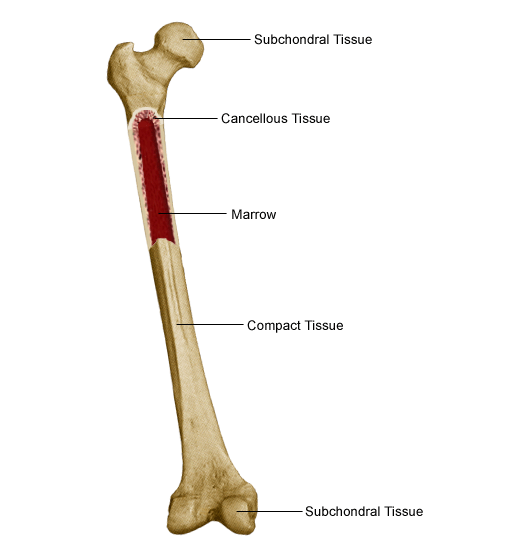 Subchondral Tissue
Cancellous Tissue
Marrow
Compact Tissue
Subchondral Tissue